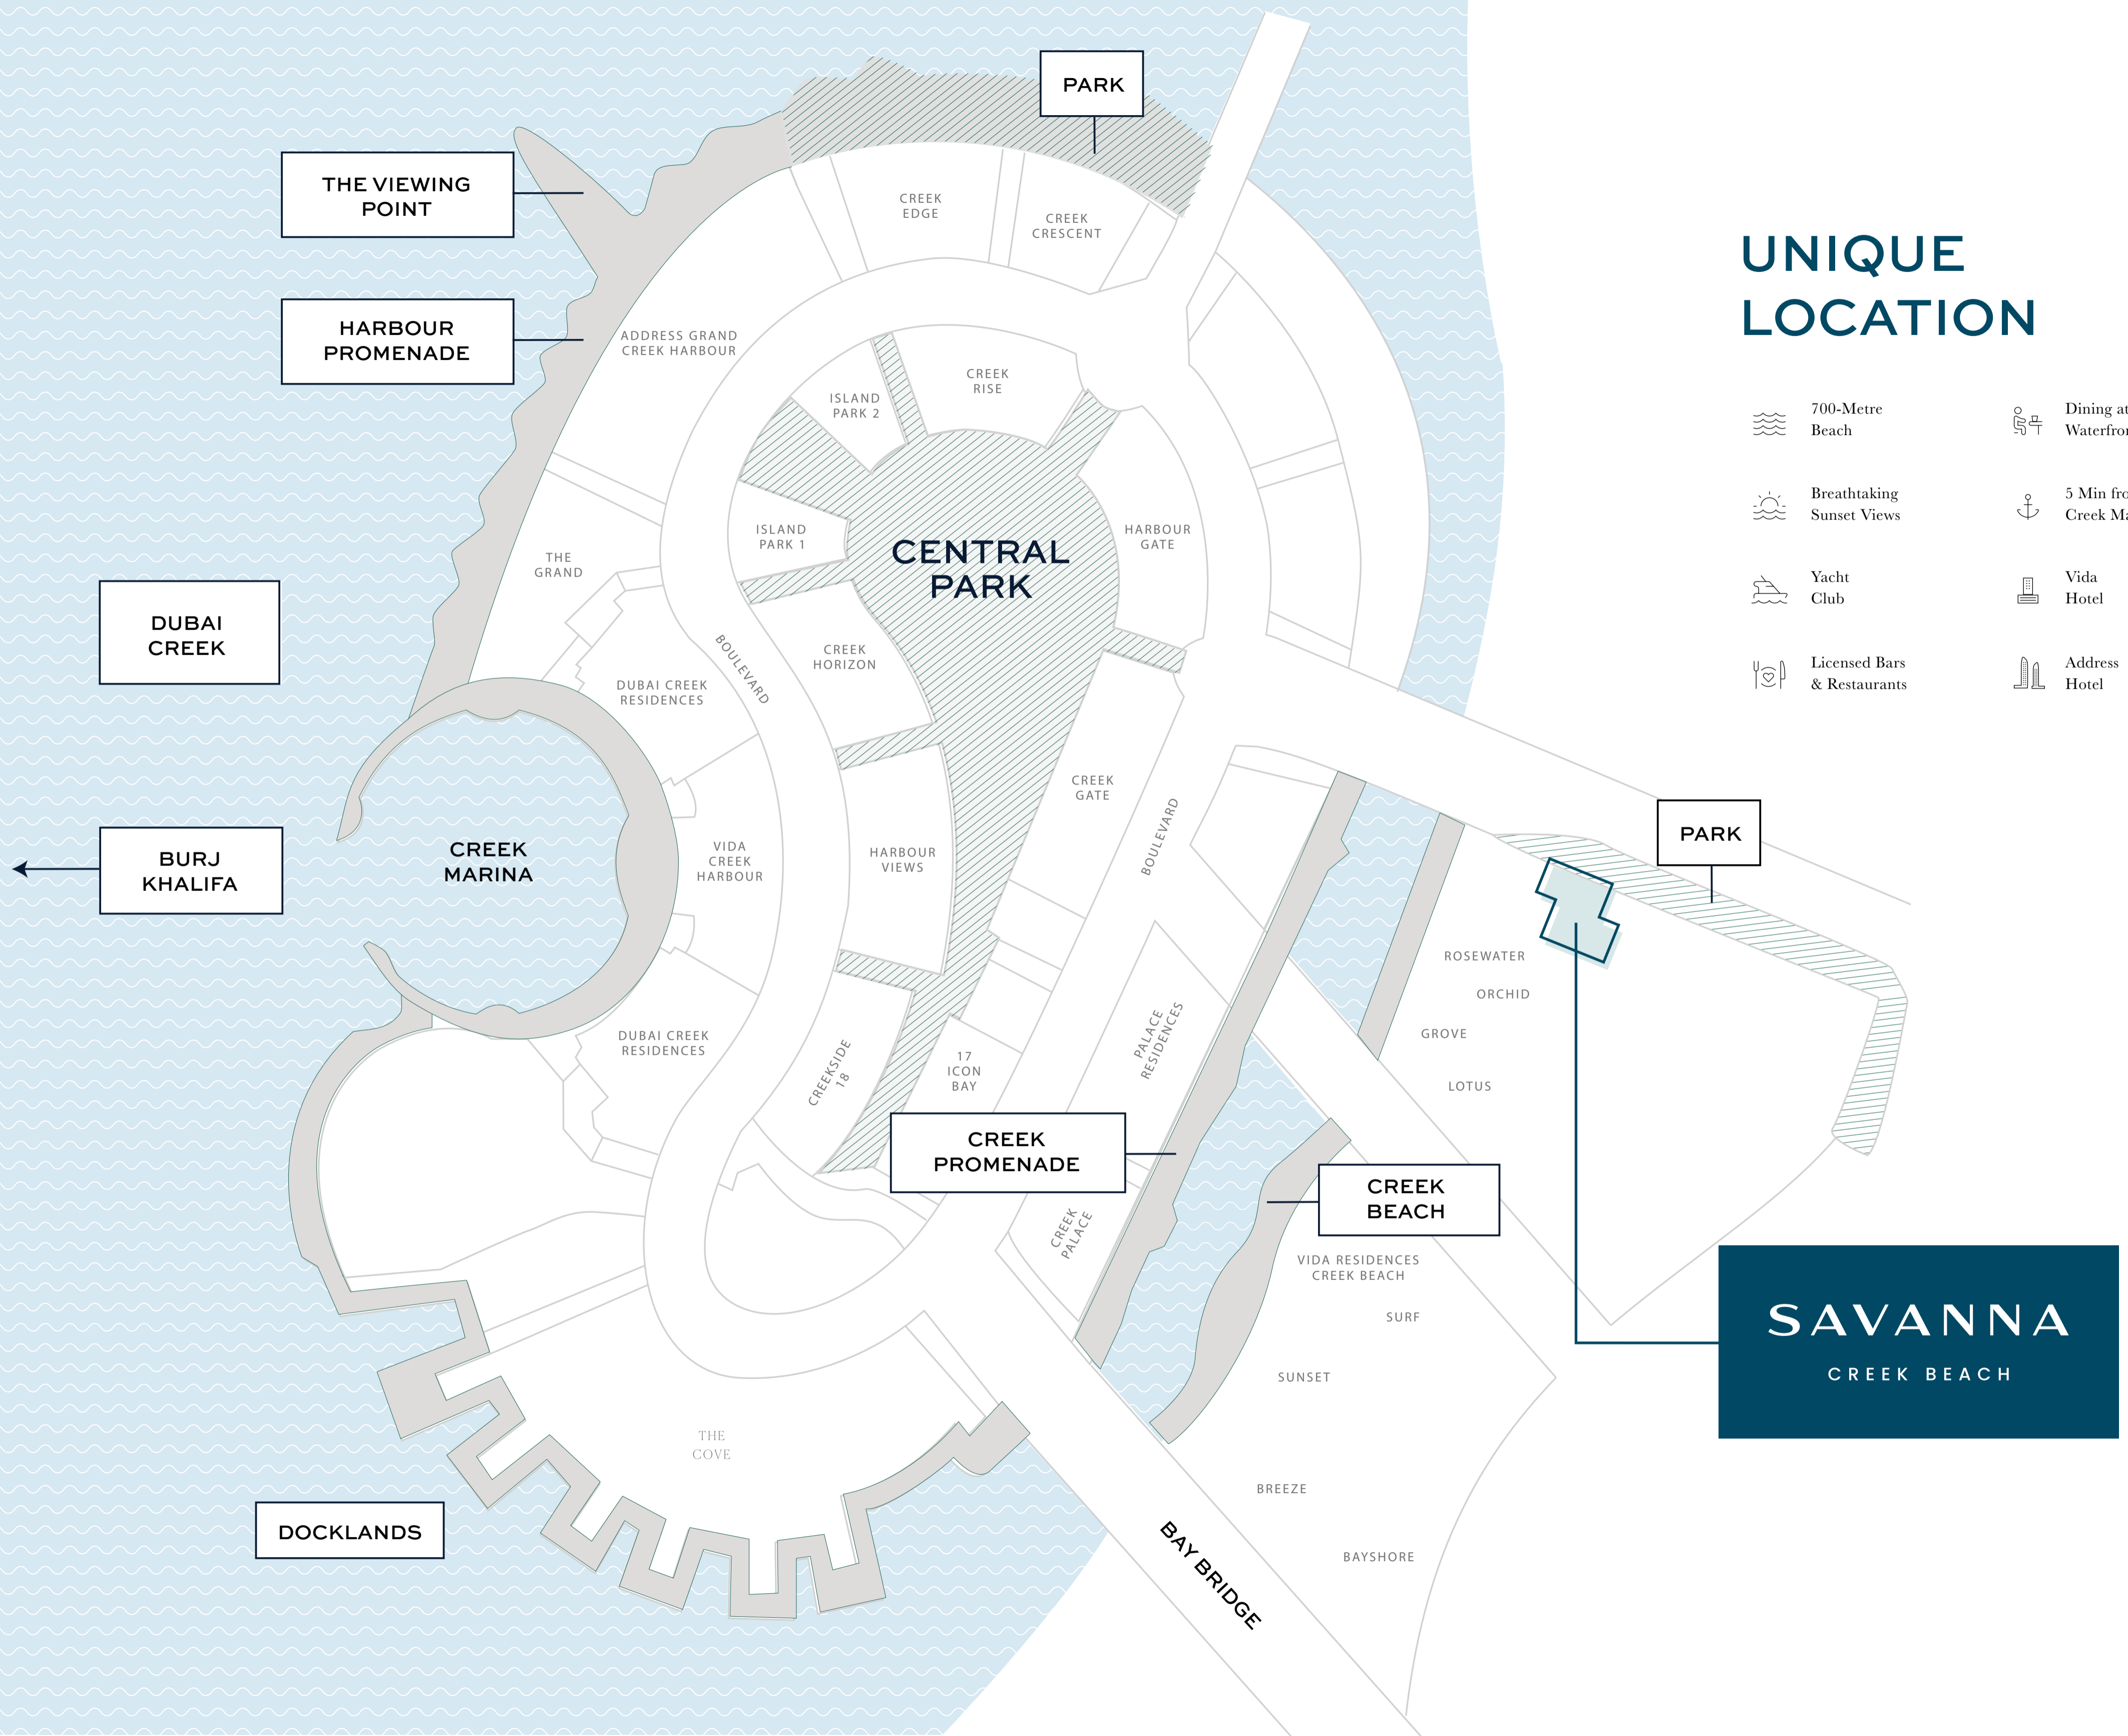 PARK
THE VIEWING
POINT
HARBOUR
PROMENADE
CREEK
EDGE
CREEK
CRESCENT
UNIQUE
LOCATION
ADDRESS GRAND
CREEK HARBOUR
ISLAND
PARK 2
CREEK
RISE
700-Metre
Beach
Dining at
Breathtaking
Sunset Views
5 Min
Yacht
Club
Vida
Hotel
Licensed Bars
& Restaurants
Address
Hotel
ISLAND
PARK 1
CENTRAL
PARK
HARBOUR
GATE
THE
GRAND
DUBAI
CREEK
BOULEVARD
CREEK
HORIZON
DUBAI CREEK
RESIDENCES
CREEK
GATE
BOULEVARD
BURJ
KHALIFA
CREEK
MARINA
VIDA
CREEK
HARBOUR
HARBOUR
VIEWS
PARK
ROSEWATER
ORCHID
GROVE
LOTUS
DUBAI CREEK
RESIDENCES
CREEKSIDE
18
17
ICON
BAY
PALACE
RESIDENCES
CREEK
PROMENADE
CREEK
BEACH
CREEK
PALACE
VIDA RESIDENCES
CREEK BEACH
SURF
SUNSET
SAVANNA
CREEK BEACH
THE
COVE
BREEZE
DOCKLANDS
BAY BRIDGE
BAYSHORE